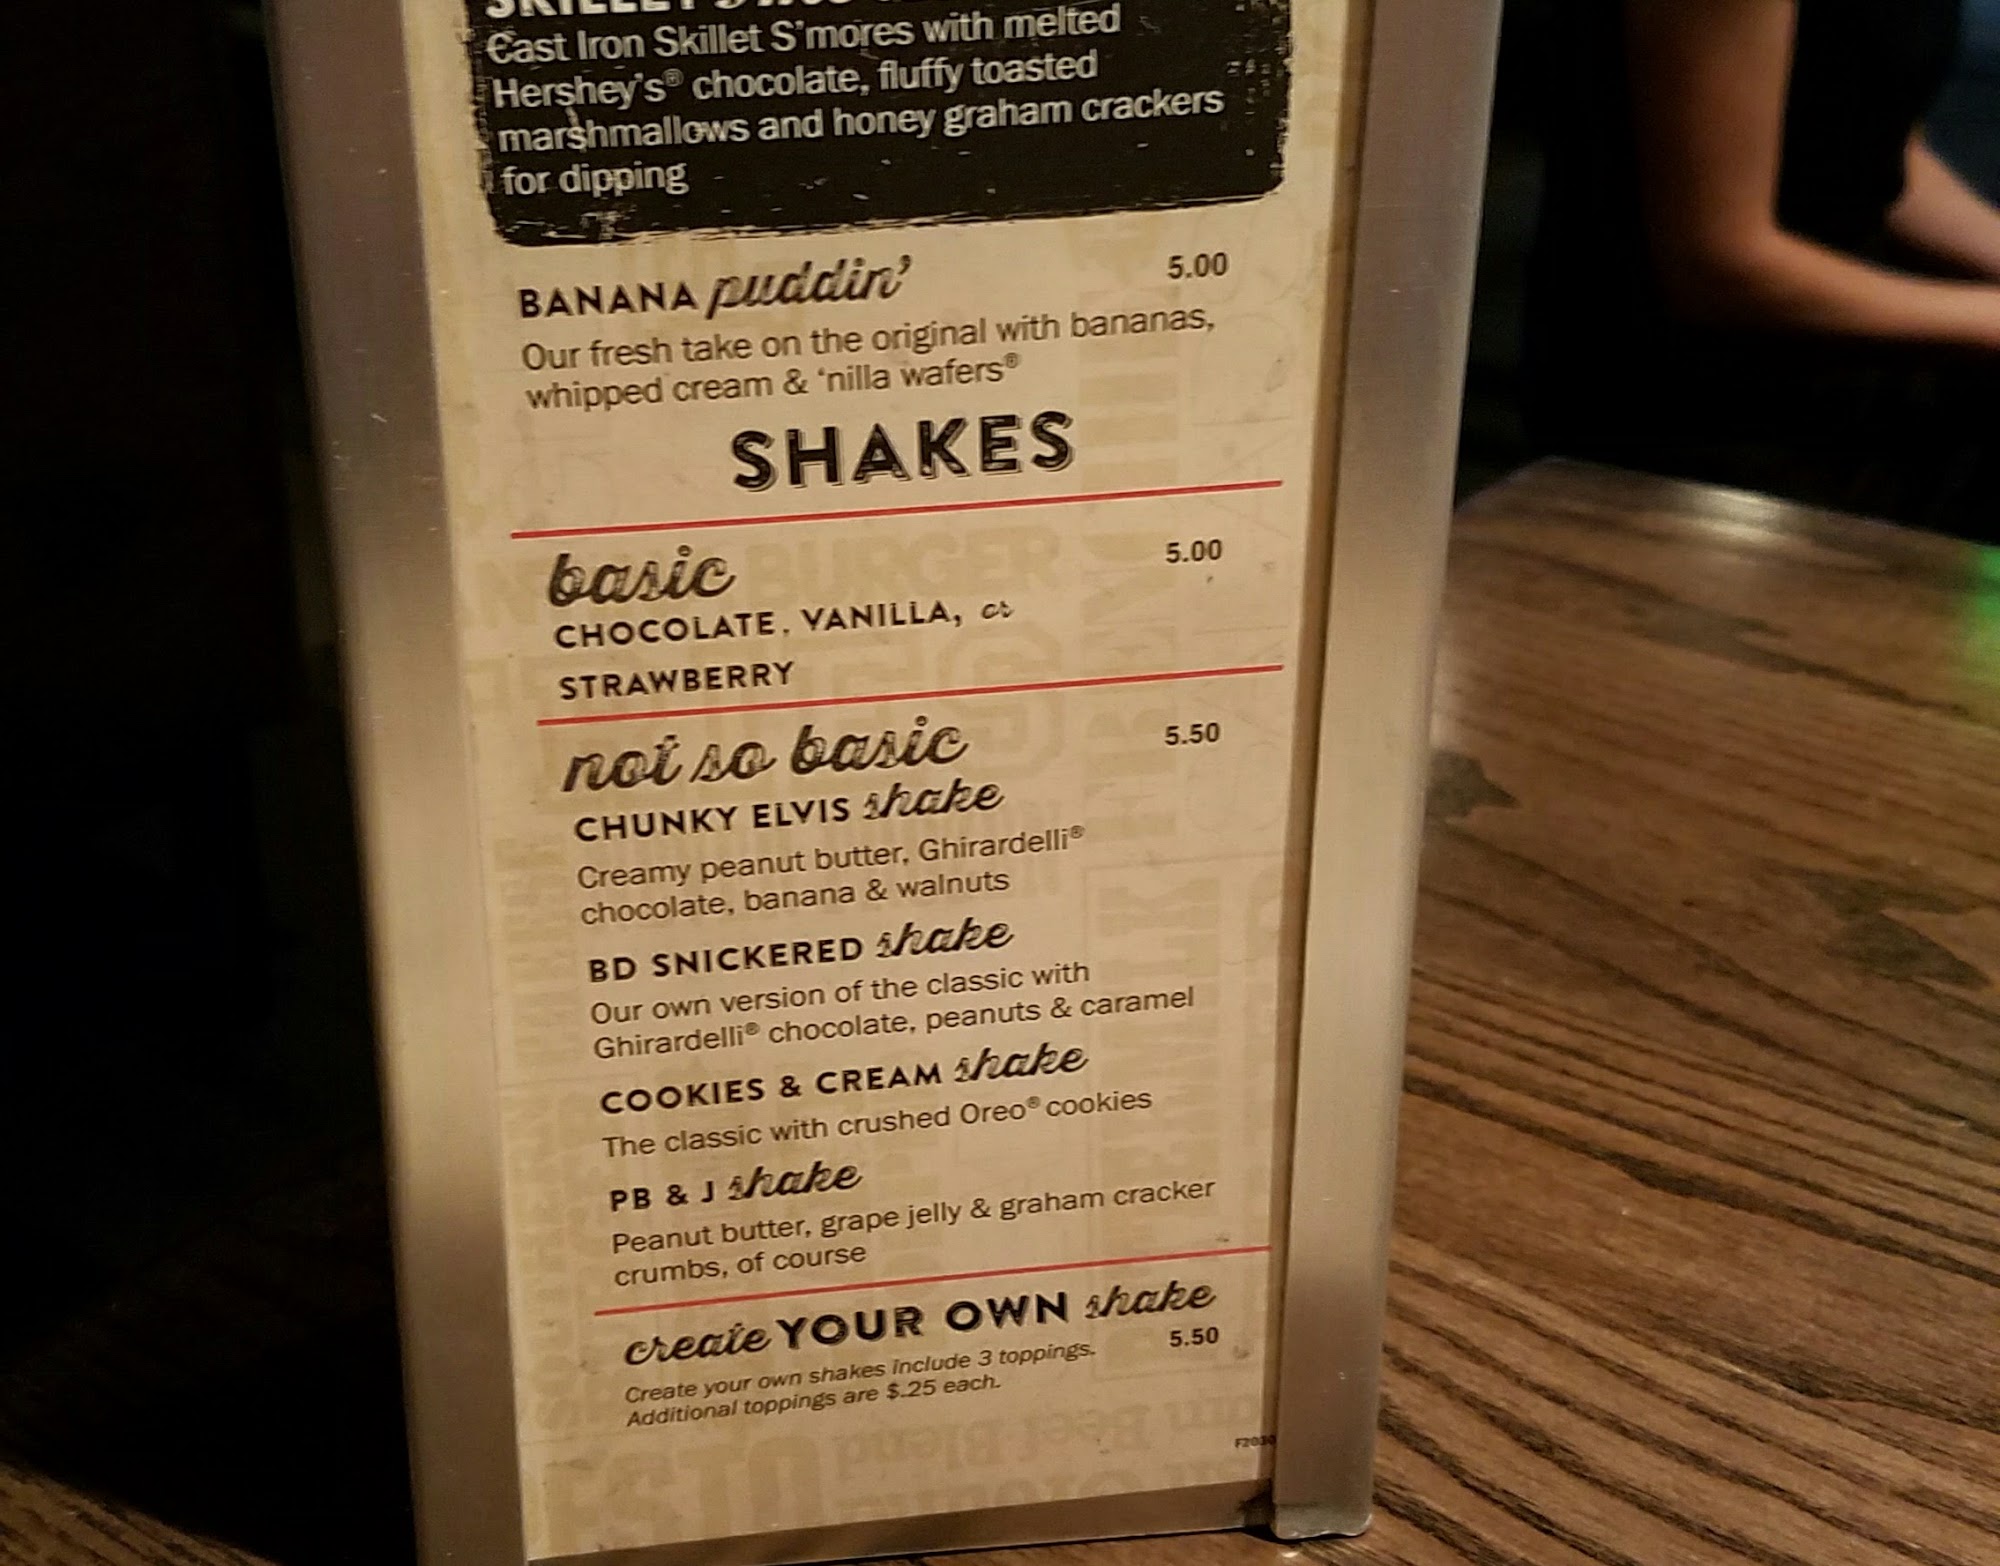 SKILLET S'mores
Cast Iron Skillet S'mores with melted
Hershey's® chocolate, fluffy toasted
marshmallows and honey graham crackers
for dipping
BANANA puddin' 5.00
Our fresh take on the original with bananas,
whipped cream & 'nilla wafers®
SHAKES
basic 5.00
CHOCOLATE, VANILLA, or
STRAWBERRY
not so basic 5.50
CHUNKY ELVIS shake
Creamy peanut butter, Ghirardelli®
chocolate, banana & walnuts
BD SNICKERED shake
Our own version of the classic with
Ghirardelli® chocolate, peanuts & caramel
COOKIES & CREAM shake
The classic with crushed Oreo® cookies
PB & J shake
Peanut butter, grape jelly & graham cracker
crumbs, of course
create YOUR OWN shake
Create your own shakes include 3 toppings. 5.50
Additional toppings are $.25 each.